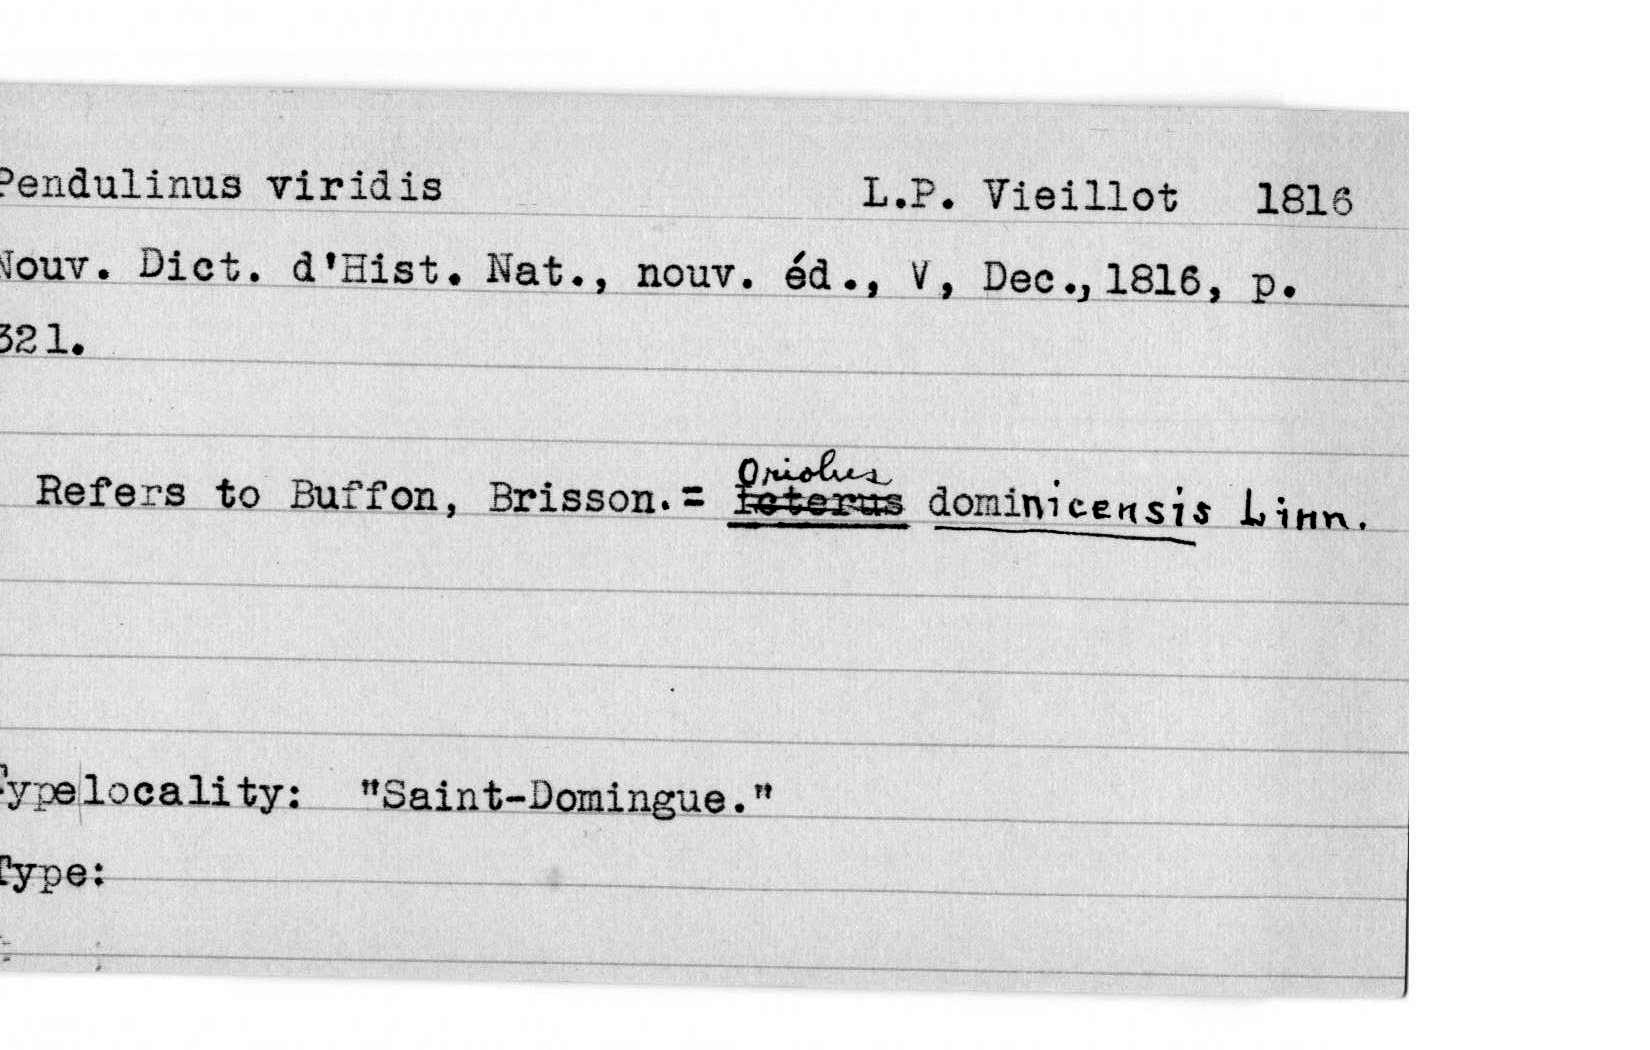 Pendulinus viridis L.P. Vieillot 1816
Nouv. Dict. d'Hist. Nat., nouv. éd., V, Dec., 1816, p.
321.
Oriolus
Refers to Buffon, Brisson. = Icterus dominicensis Linn.
Type locality: "Saint-Domingue."
Type: